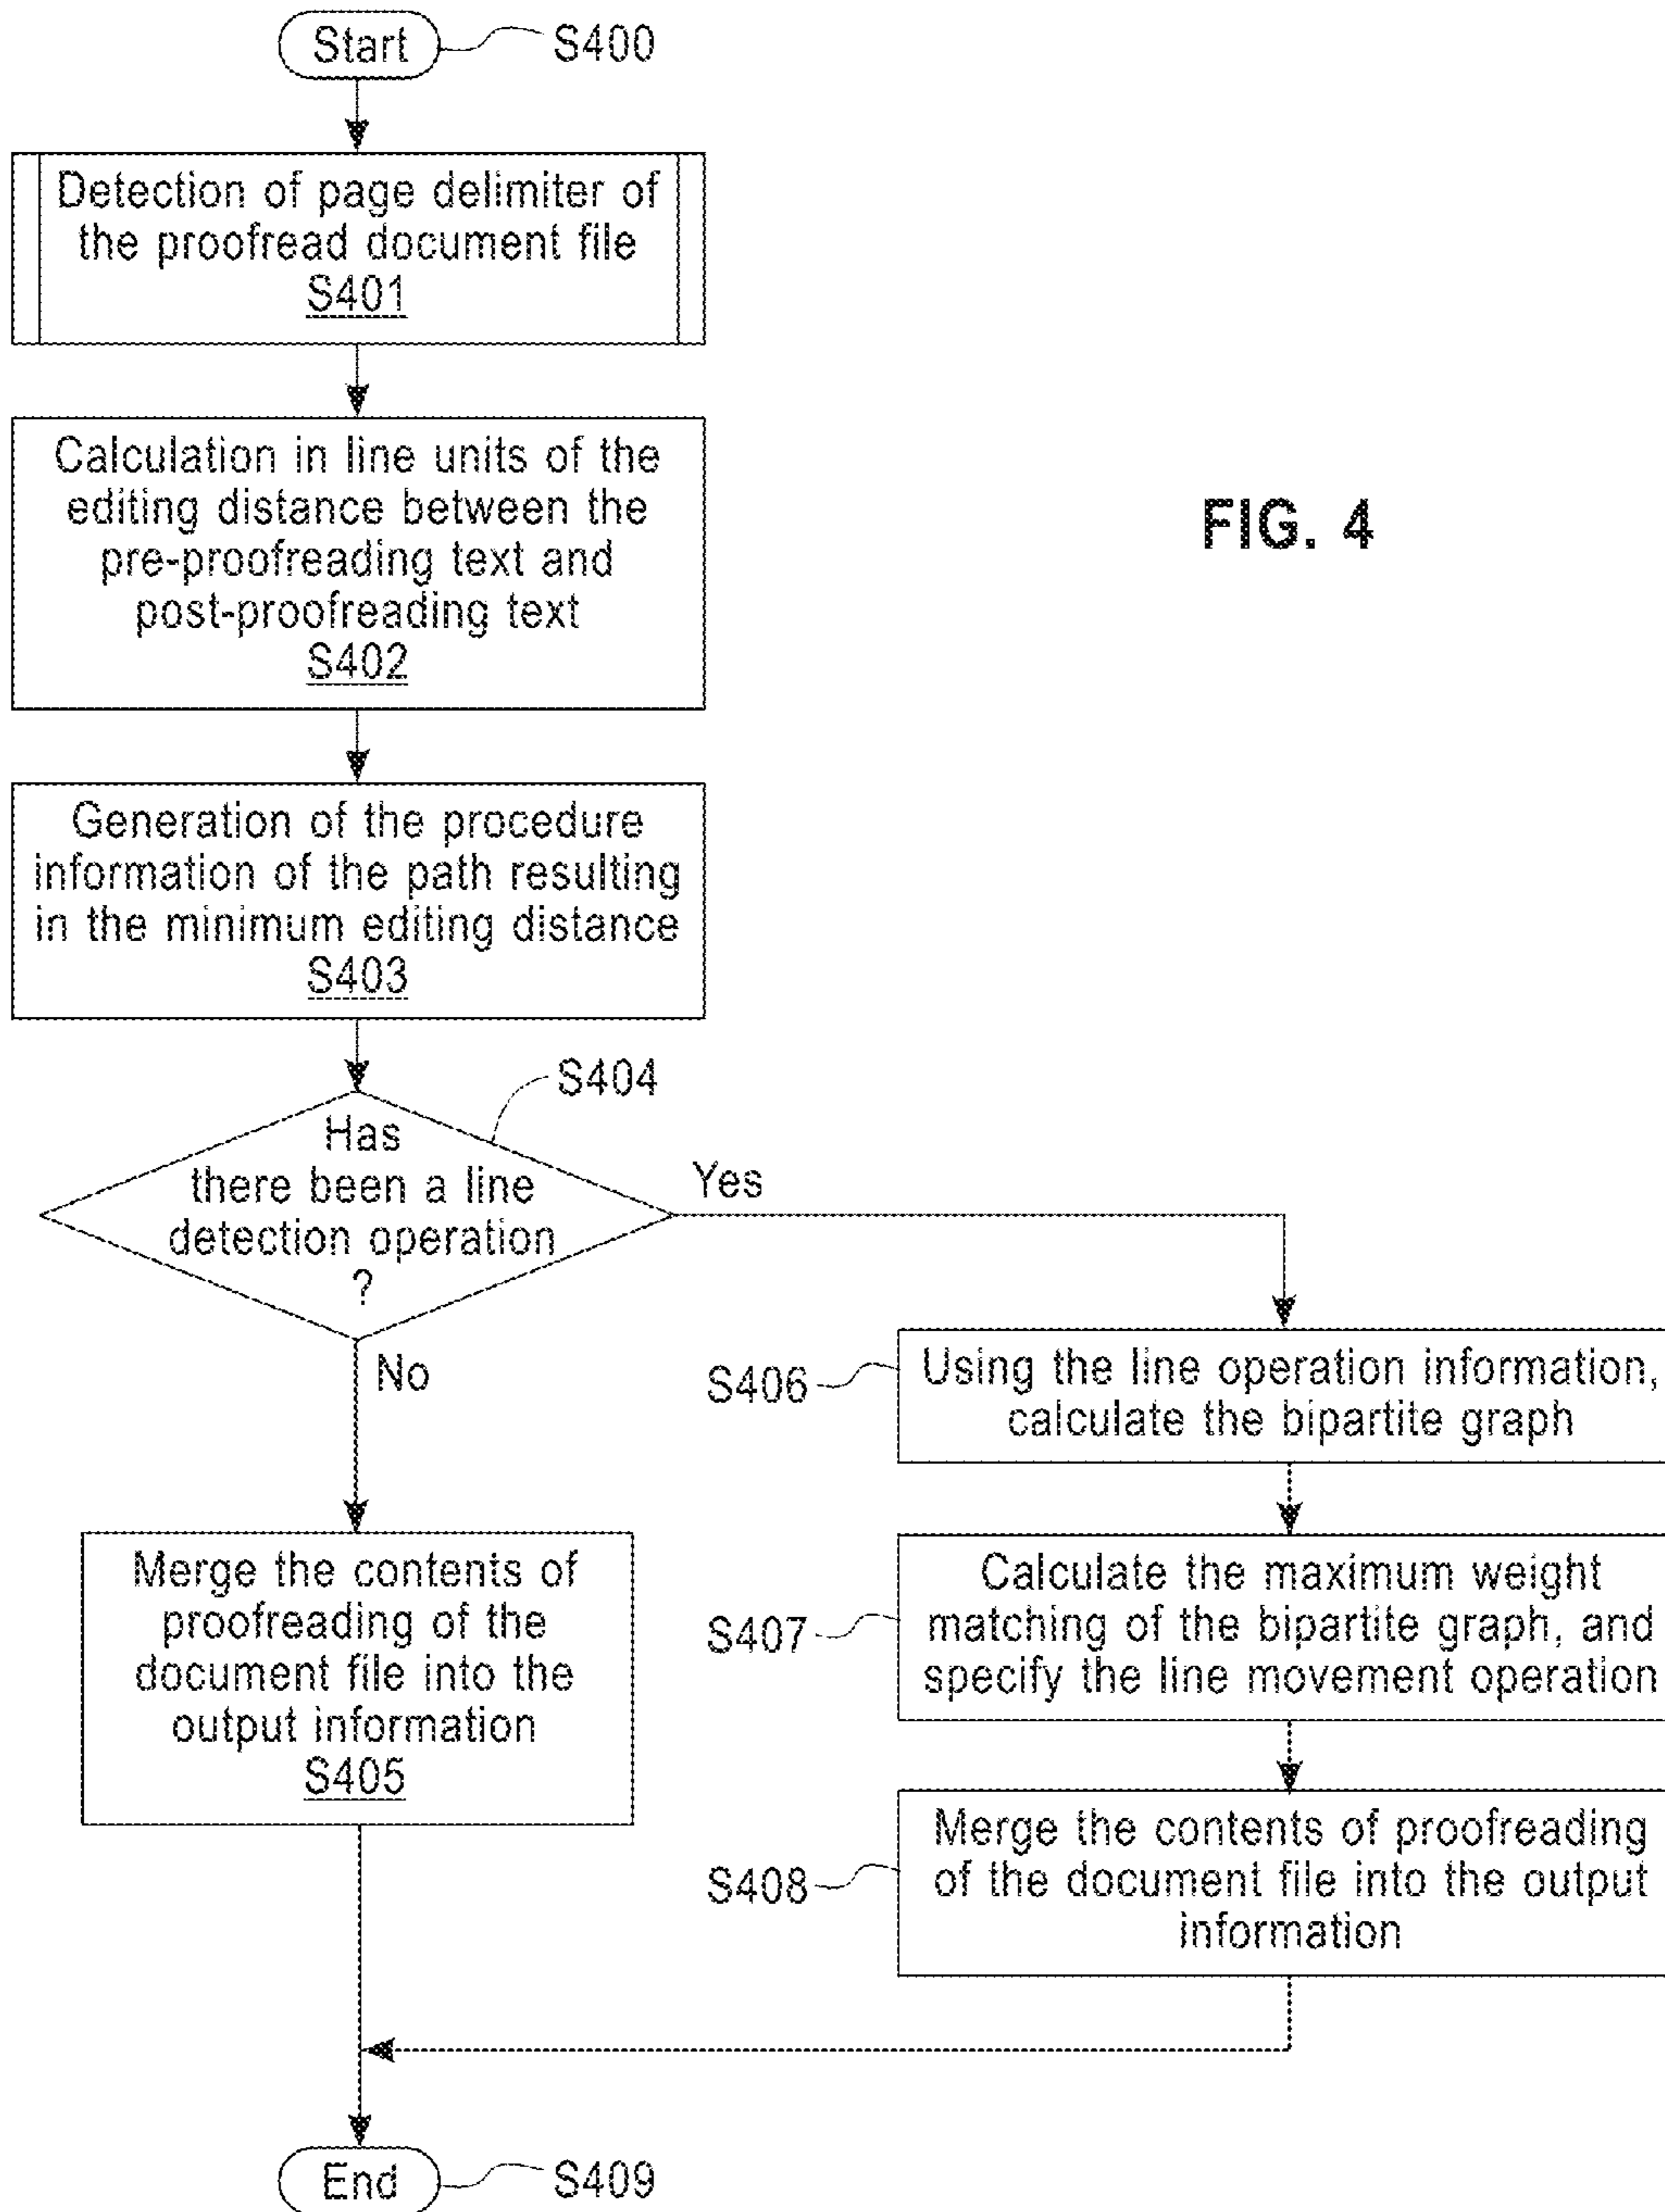 Start
S400
Detection of page delimiter of
the proofread document file
S401
Calculation in line units of the
editing distance between the
pre-proofreading text and
post-proofreading text
S402
FIG. 4
Generation of the procedure
information of the path resulting
in the minimum editing distance
S403
S404
Has
there been a line
detection operation
?
Yes
No
S406
Using the line operation information,
calculate the bipartite graph
Merge the contents of
proofreading of the
document file into the
output information
S405
S407
Calculate the maximum weight
matching of the bipartite graph, and
specify the line movement operation
S408
Merge the contents of proofreading
of the document file into the output
information
End
S409